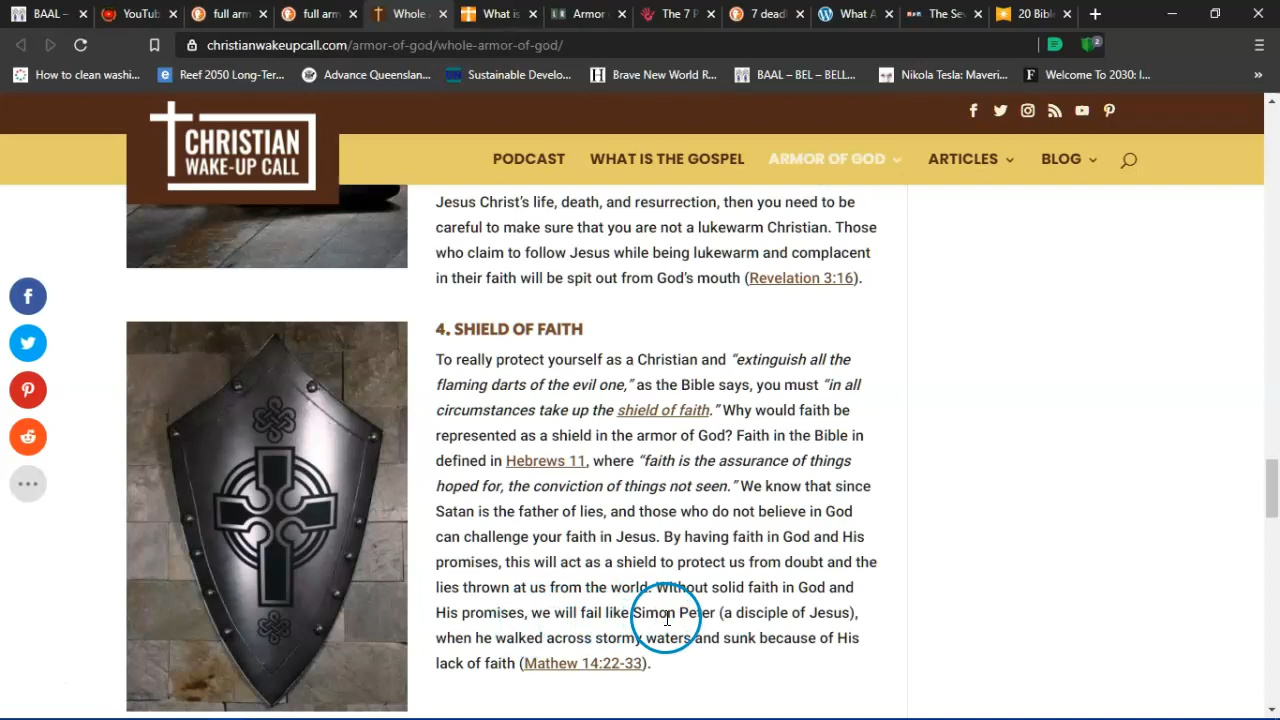 BAAL –
YouTub
full arm
full arm
Whole
What is
Armor
The 7 P
7 deadl
What A
The Se
20 Bibl
christianwakeupcall.com/armor-of-god/whole-armor-of-god/
2
How to clean washi...
Reef 2050 Long-Ter...
Advance Queenslan...
Sustainable Develo...
Brave New World R...
BAAL – BEL – BELL...
Nikola Tesla: Maveri...
Welcome To 2030: I...
CHRISTIAN
WAKE-UP CALL
PODCAST
WHAT IS THE GOSPEL
ARMOR OF GOD
ARTICLES
BLOG
Jesus Christ's life, death, and resurrection, then you need to be
careful to make sure that you are not a lukewarm Christian. Those
who claim to follow Jesus while being lukewarm and complacent
in their faith will be spit out from God's mouth (Revelation 3:16).
4. SHIELD OF FAITH
To really protect yourself as a Christian and "extinguish all the
flaming darts of the evil one," as the Bible says, you must "in all
circumstances take up the shield of faith." Why would faith be
represented as a shield in the armor of God? Faith in the Bible in
defined in Hebrews 11, where "faith is the assurance of things
hoped for, the conviction of things not seen." We know that since
Satan is the father of lies, and those who do not believe in God
can challenge your faith in Jesus. By having faith in God and His
promises, this will act as a shield to protect us from doubt and the
lies thrown at us from the world. Without solid faith in God and
His promises, we will fail like Simon Peter (a disciple of Jesus),
when he walked across stormy waters and sunk because of His
lack of faith (Mathew 14:22-33).